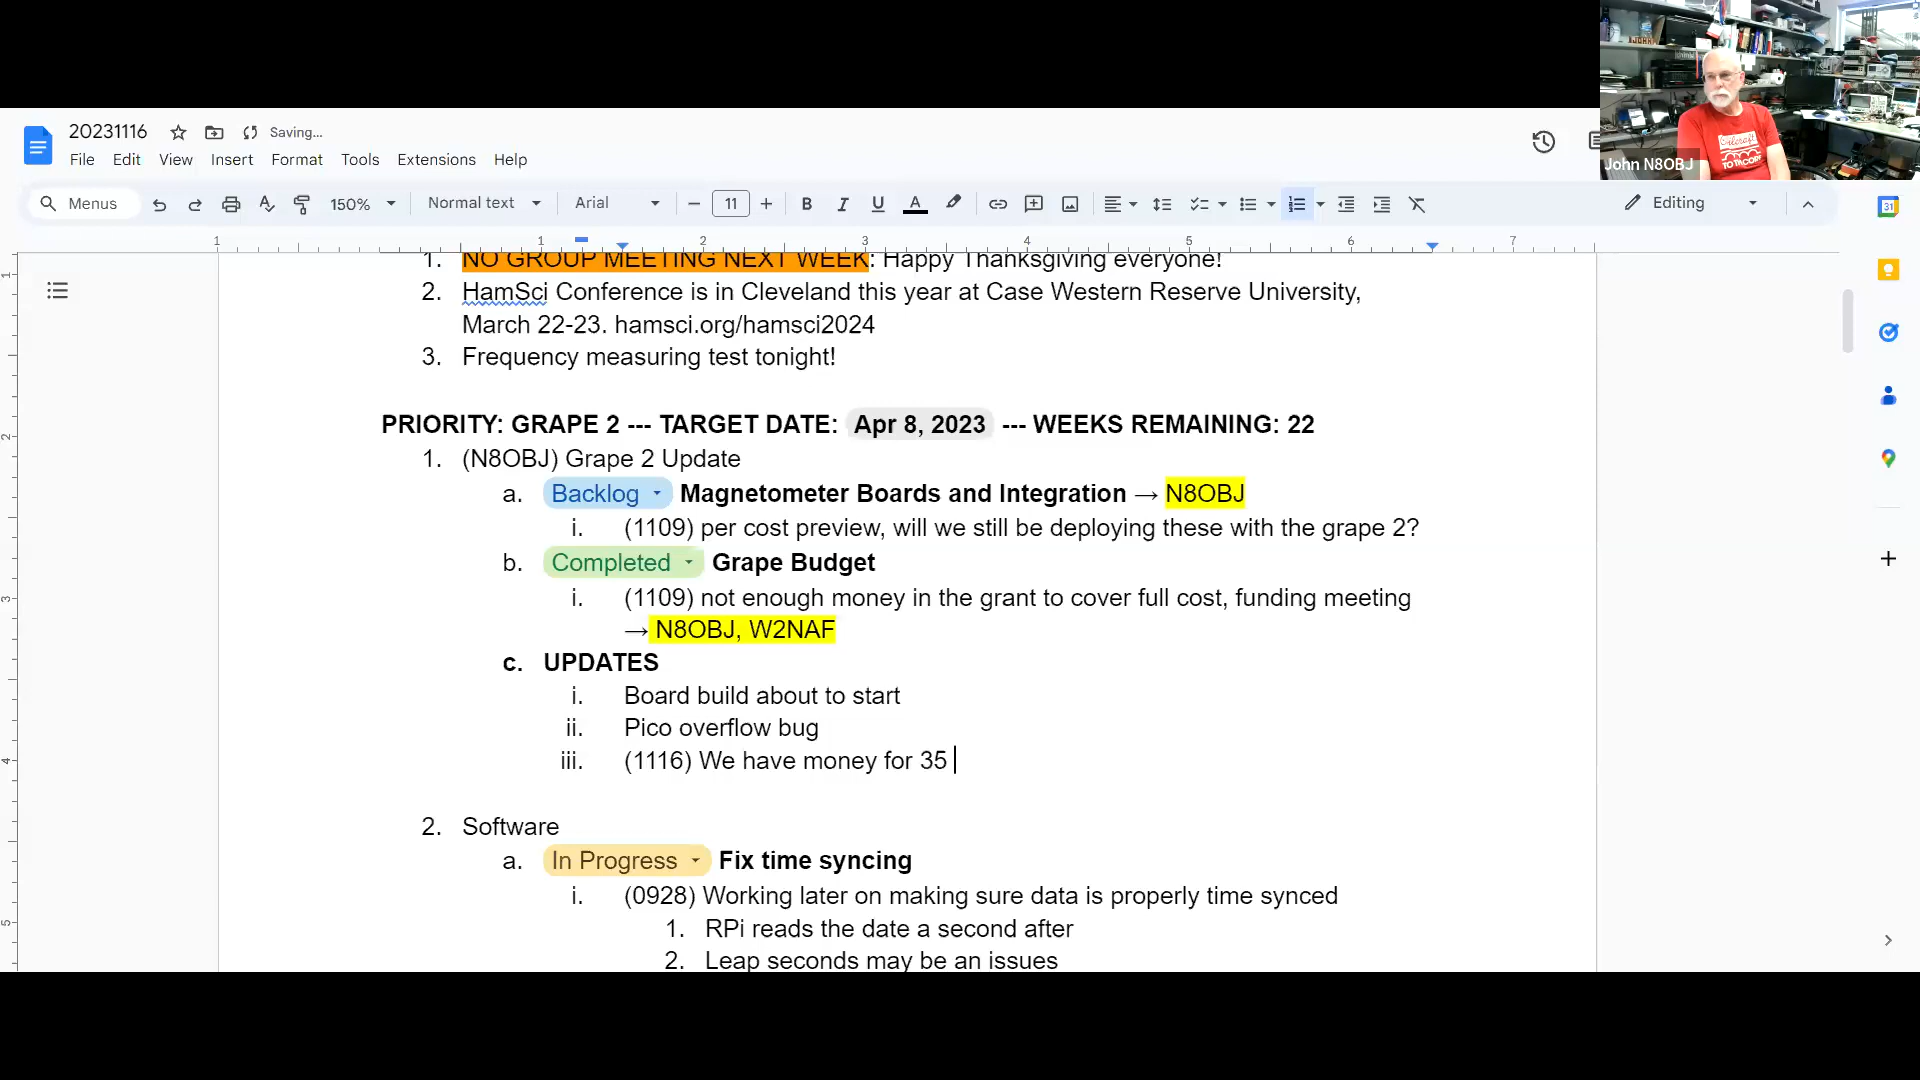 20231116 Saving...
File Edit View Insert Format Tools Extensions Help
John N8OBJ
Menus 150% Normal text Arial 11 B I U A Editing
1 1 2 3 4 5 6 7
1. NO GROUP MEETING NEXT WEEK: Happy Thanksgiving everyone!
2. HamSci Conference is in Cleveland this year at Case Western Reserve University,
March 22-23. hamsci.org/hamsci2024
3. Frequency measuring test tonight!
PRIORITY: GRAPE 2 --- TARGET DATE: Apr 8, 2023 --- WEEKS REMAINING: 22
1. (N8OBJ) Grape 2 Update
a. Backlog Magnetometer Boards and Integration → N8OBJ
i. (1109) per cost preview, will we still be deploying these with the grape 2?
b. Completed Grape Budget
i. (1109) not enough money in the grant to cover full cost, funding meeting
→ N8OBJ, W2NAF
c. UPDATES
i. Board build about to start
ii. Pico overflow bug
iii. (1116) We have money for 35
2. Software
a. In Progress Fix time syncing
i. (0928) Working later on making sure data is properly time synced
1. RPi reads the date a second after
2. Leap seconds may be an issues